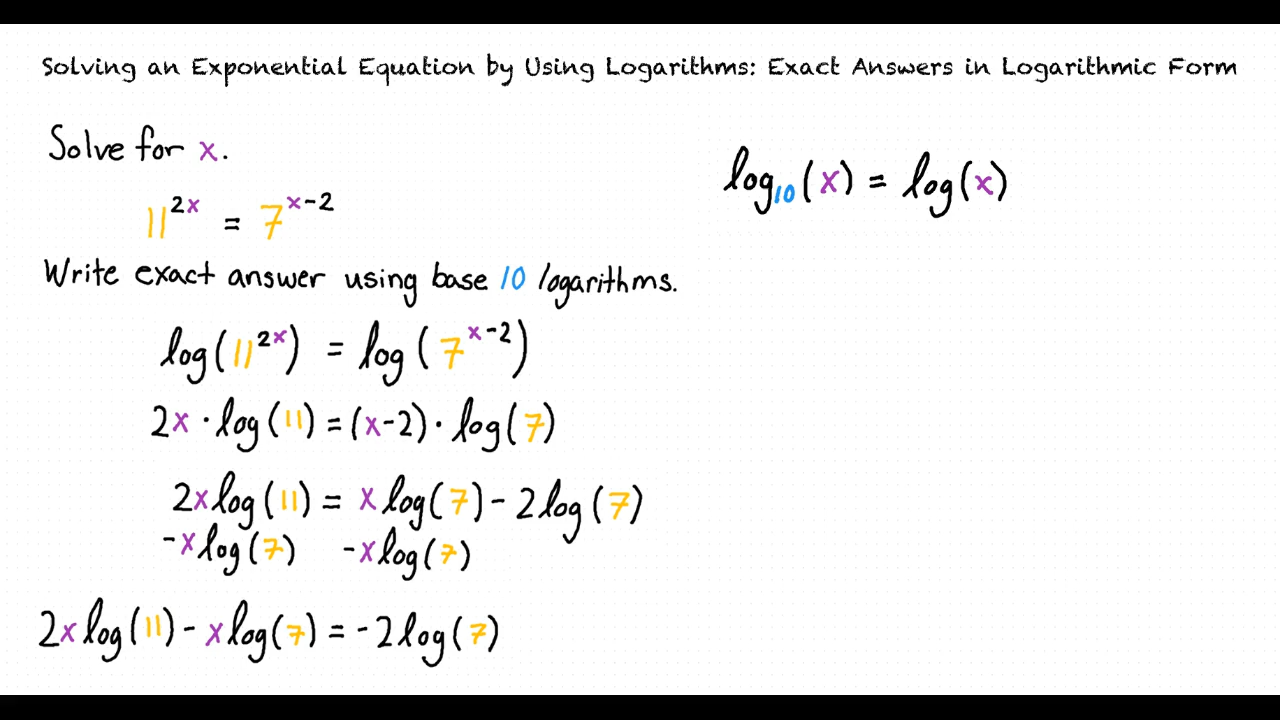 Solving an Exponential Equation by Using Logarithms: Exact Answers in Logarithmic Form
Solve for x.
11^{2x} = 7^{x-2}
Write exact answer using base 10 logarithms.
log(11^{2x}) = log(7^{x-2})
2x · log(11) = (x-2) · log(7)
2x log(11) = x log(7) - 2 log(7)
-x log(7) -x log(7)
2x log(11) - x log(7) = -2 log(7)
log_{10}(x) = log(x)